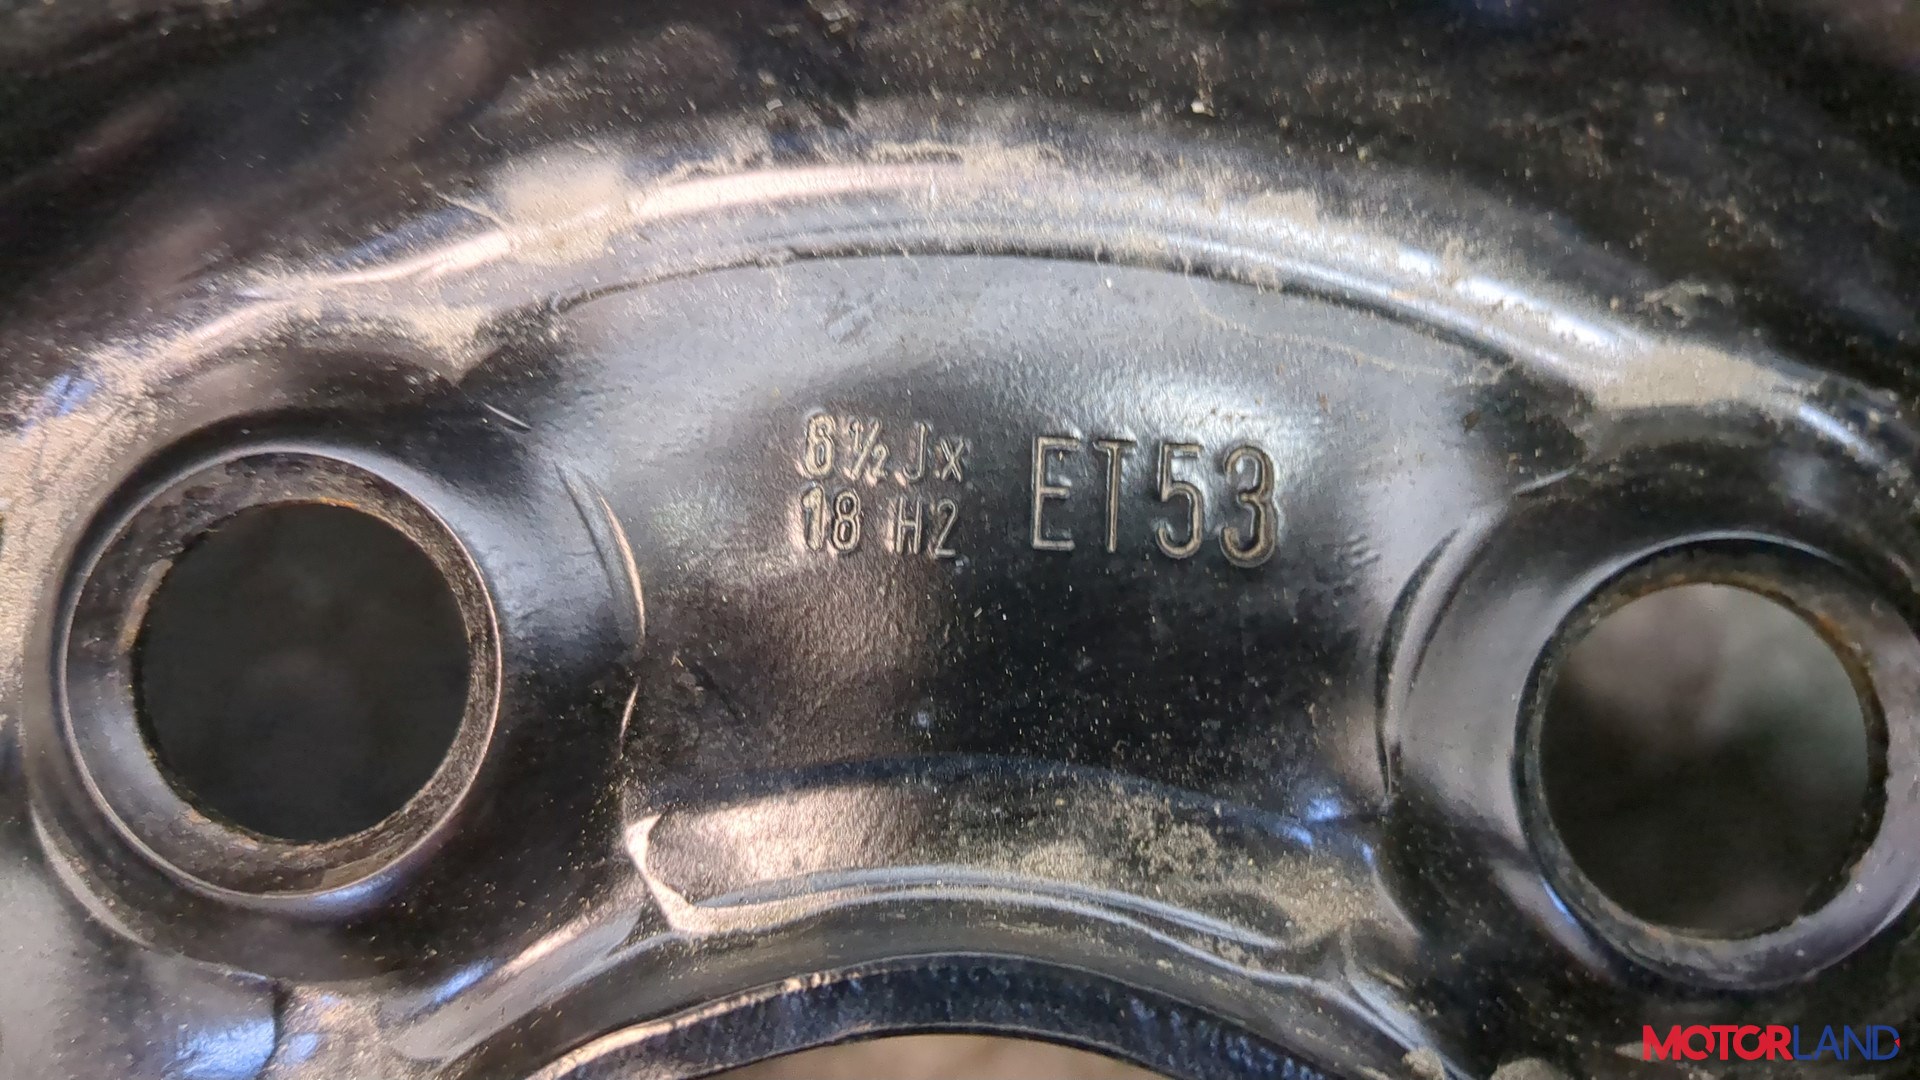 6½Jx
18 H2
ET53
MOTORLAND